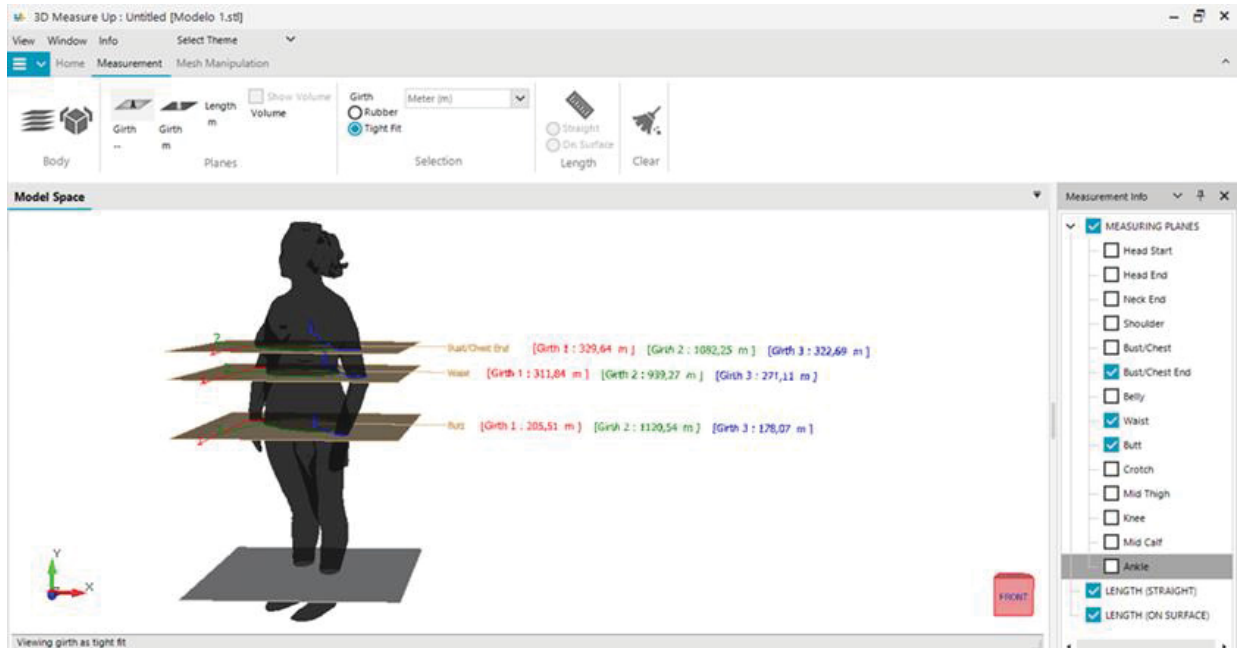 3D Measure Up : Untitled [Modelo 1.stl]
View Window Info Select Theme
Home Measurement Mesh Manipulation
Girth
--
Girth
m
Length
m
Show Volume
Volume
Girth
Rubber
Tight Fit
Meter (m)
Straight
On Surface
Body
Planes
Selection
Length
Clear
Model Space
Bust/Chest End [Girth 1 : 329,64 m] [Girth 2 : 1082,25 m] [Girth 3 : 322,69 m]
Waist [Girth 1 : 311,84 m] [Girth 2 : 939,27 m] [Girth 3 : 271,11 m]
Butt [Girth 1 : 205,51 m] [Girth 2 : 1120,54 m] [Girth 3 : 178,07 m]
Y
X
FRONT
Viewing girth as tight fit
Measurement Info
MEASURING PLANES
Head Start
Head End
Neck End
Shoulder
Bust/Chest
Bust/Chest End
Belly
Waist
Butt
Crotch
Mid Thigh
Knee
Mid Calf
Ankle
LENGTH (STRAIGHT)
LENGTH (ON SURFACE)